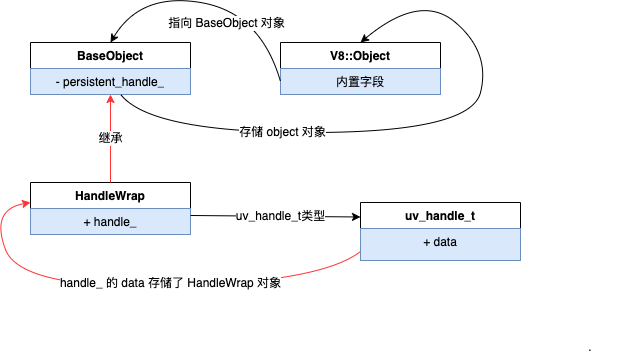 指向 BaseObject 对象
BaseObject
- persistent_handle_
V8::Object
内置字段
存储 object 对象
继承
HandleWrap
+ handle_
uv_handle_t类型
uv_handle_t
+ data
handle_ 的 data 存储了 HandleWrap 对象
.